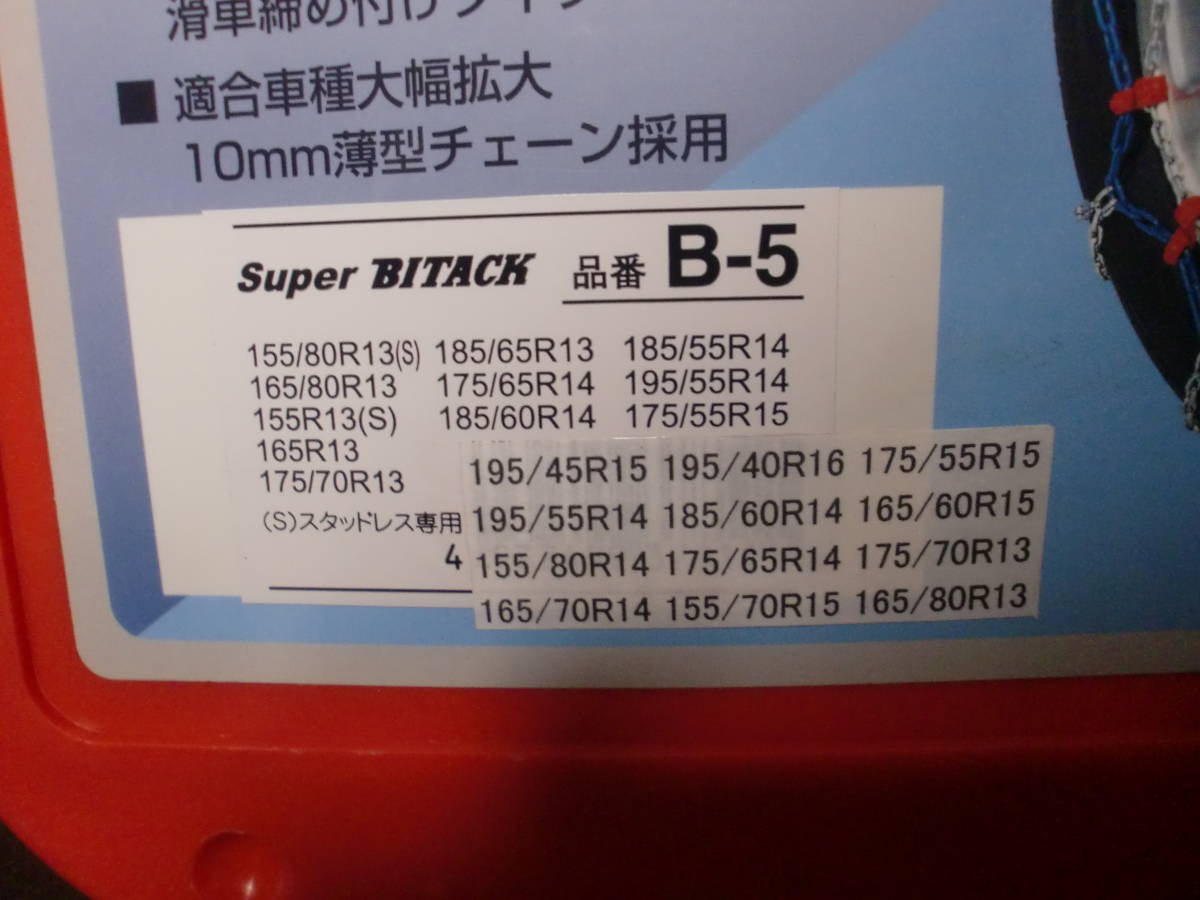 滑車締め付けタイプ
■ 適合車種大幅拡大
10mm薄型チェーン採用
Super BITACK 品番 B-5
155/80R13(S) 185/65R13 185/55R14
165/80R13 175/65R14 195/55R14
155R13(S) 185/60R14 175/55R15
165R13
175/70R13
(S)スタッドレス専用
4
195/45R15 195/40R16 175/55R15
195/55R14 185/60R14 165/60R15
155/80R14 175/65R14 175/70R13
165/70R14 155/70R15 165/80R13